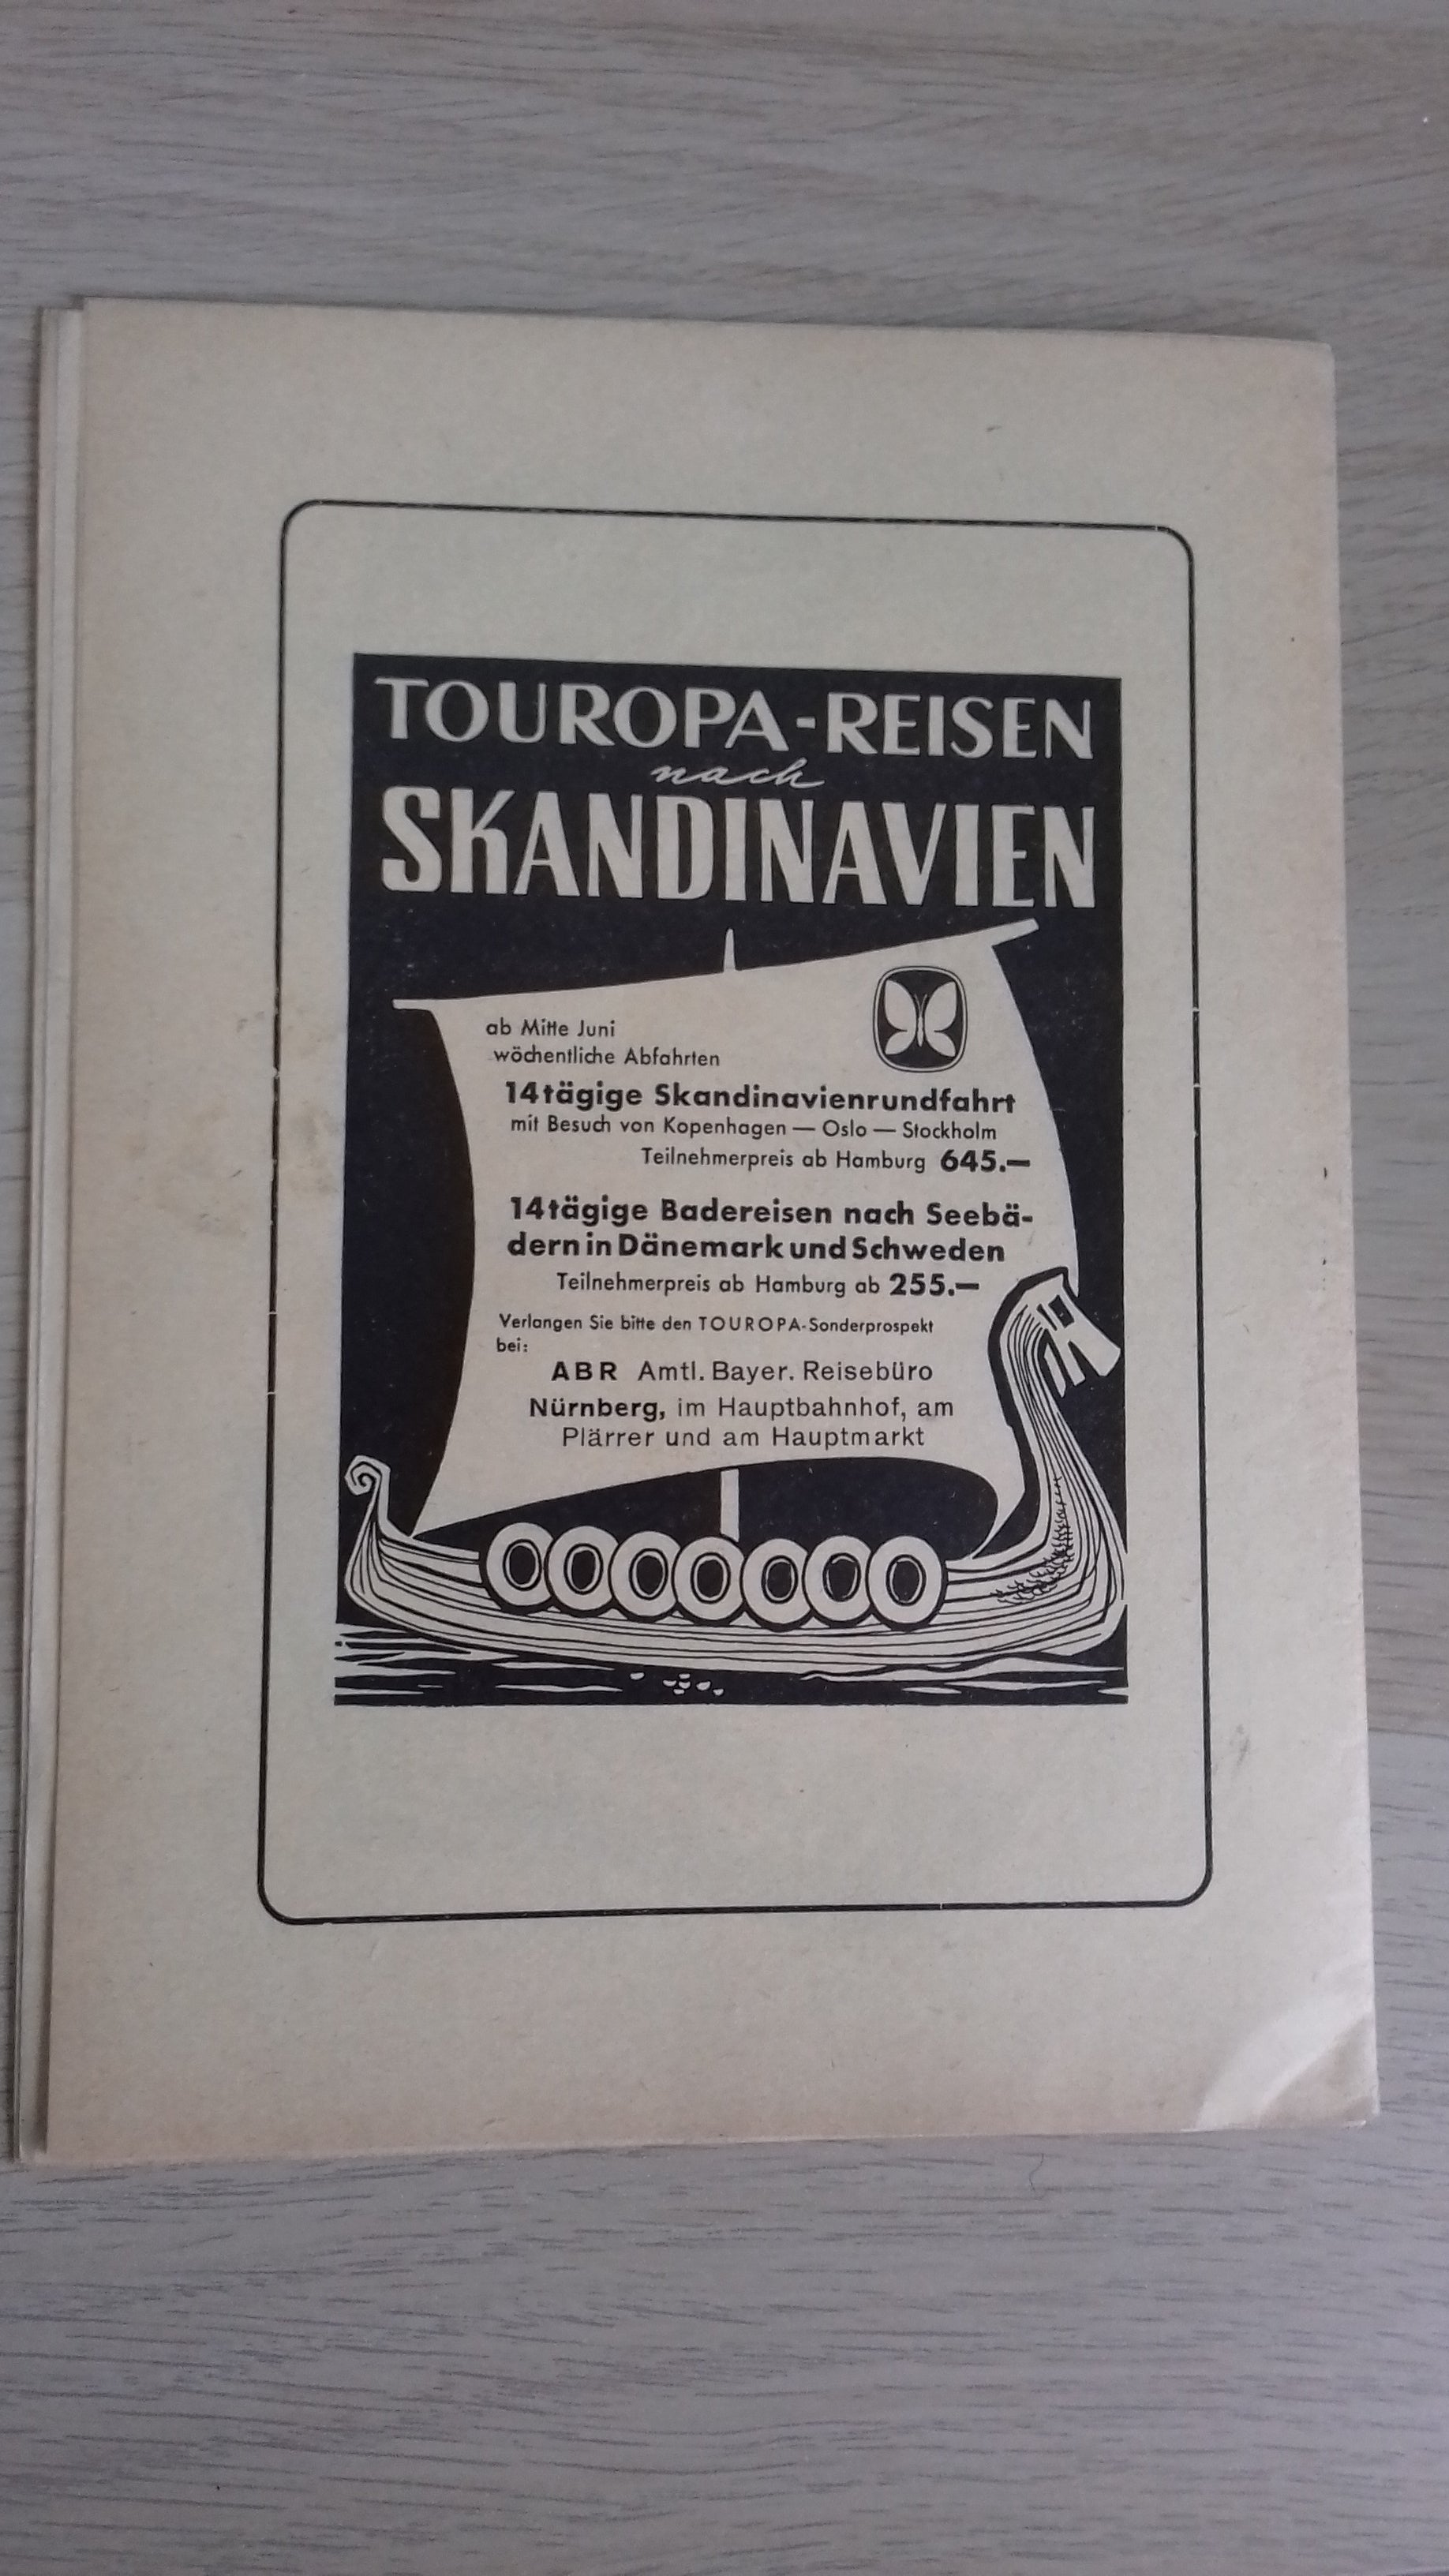 TOUROPA-REISEN
nach
SKANDINAVIEN
ab Mitte Juni
wöchentliche Abfahrten
14tägige Skandinavienrundfahrt
mit Besuch von Kopenhagen — Oslo — Stockholm
Teilnehmerpreis ab Hamburg 645.—
14tägige Badereisen nach Seebä-
dern in Dänemark und Schweden
Teilnehmerpreis ab Hamburg ab 255.—
Verlangen Sie bitte den TOUROPA-Sonderprospekt
bei:
ABR Amtl. Bayer. Reisebüro
Nürnberg, im Hauptbahnhof, am
Plärrer und am Hauptmarkt